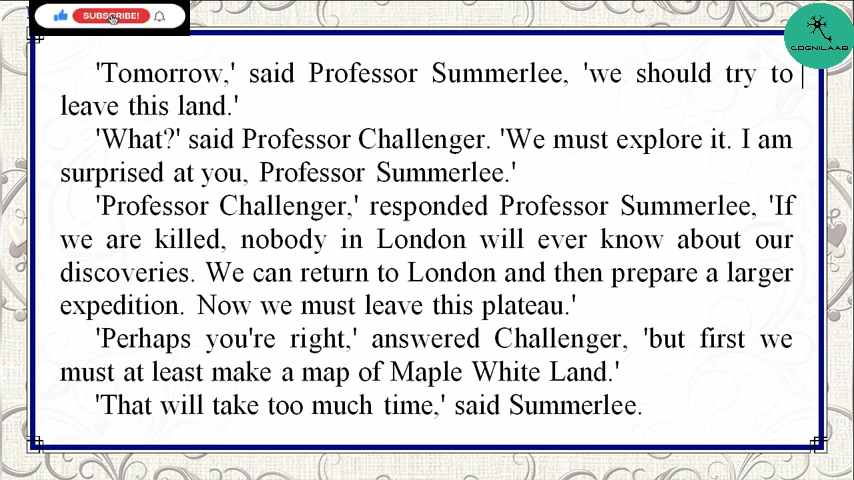 SUBSCRIBE!
COGNILAAB
'Tomorrow,' said Professor Summerlee, 'we should try to
leave this land.'
'What?' said Professor Challenger. 'We must explore it. I am
surprised at you, Professor Summerlee.'
'Professor Challenger,' responded Professor Summerlee, 'If
we are killed, nobody in London will ever know about our
discoveries. We can return to London and then prepare a larger
expedition. Now we must leave this plateau.'
'Perhaps you're right,' answered Challenger, 'but first we
must at least make a map of Maple White Land.'
'That will take too much time,' said Summerlee.